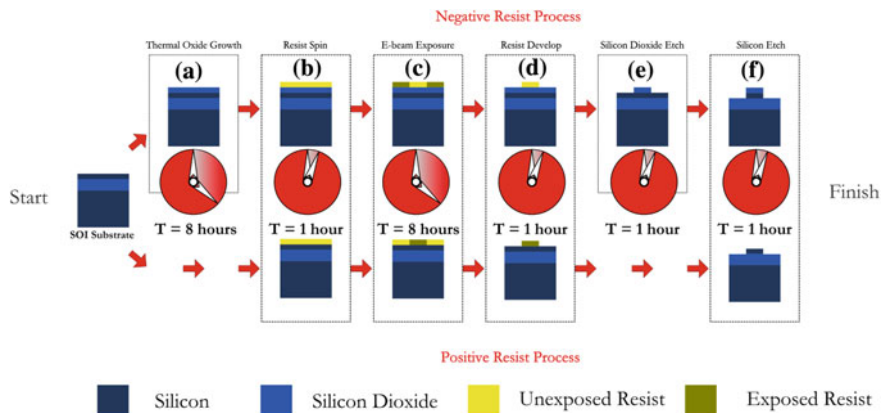 Negative Resist Process
Thermal Oxide Growth
Resist Spin
E-beam Exposure
Resist Develop
Silicon Dioxide Etch
Silicon Etch
(a)
(b)
(c)
(d)
(e)
(f)
Start
SOI Substrate
Finish
T = 8 hours
T = 1 hour
T = 8 hours
T = 1 hour
T = 1 hour
T = 1 hour
Positive Resist Process
Silicon
Silicon Dioxide
Unexposed Resist
Exposed Resist